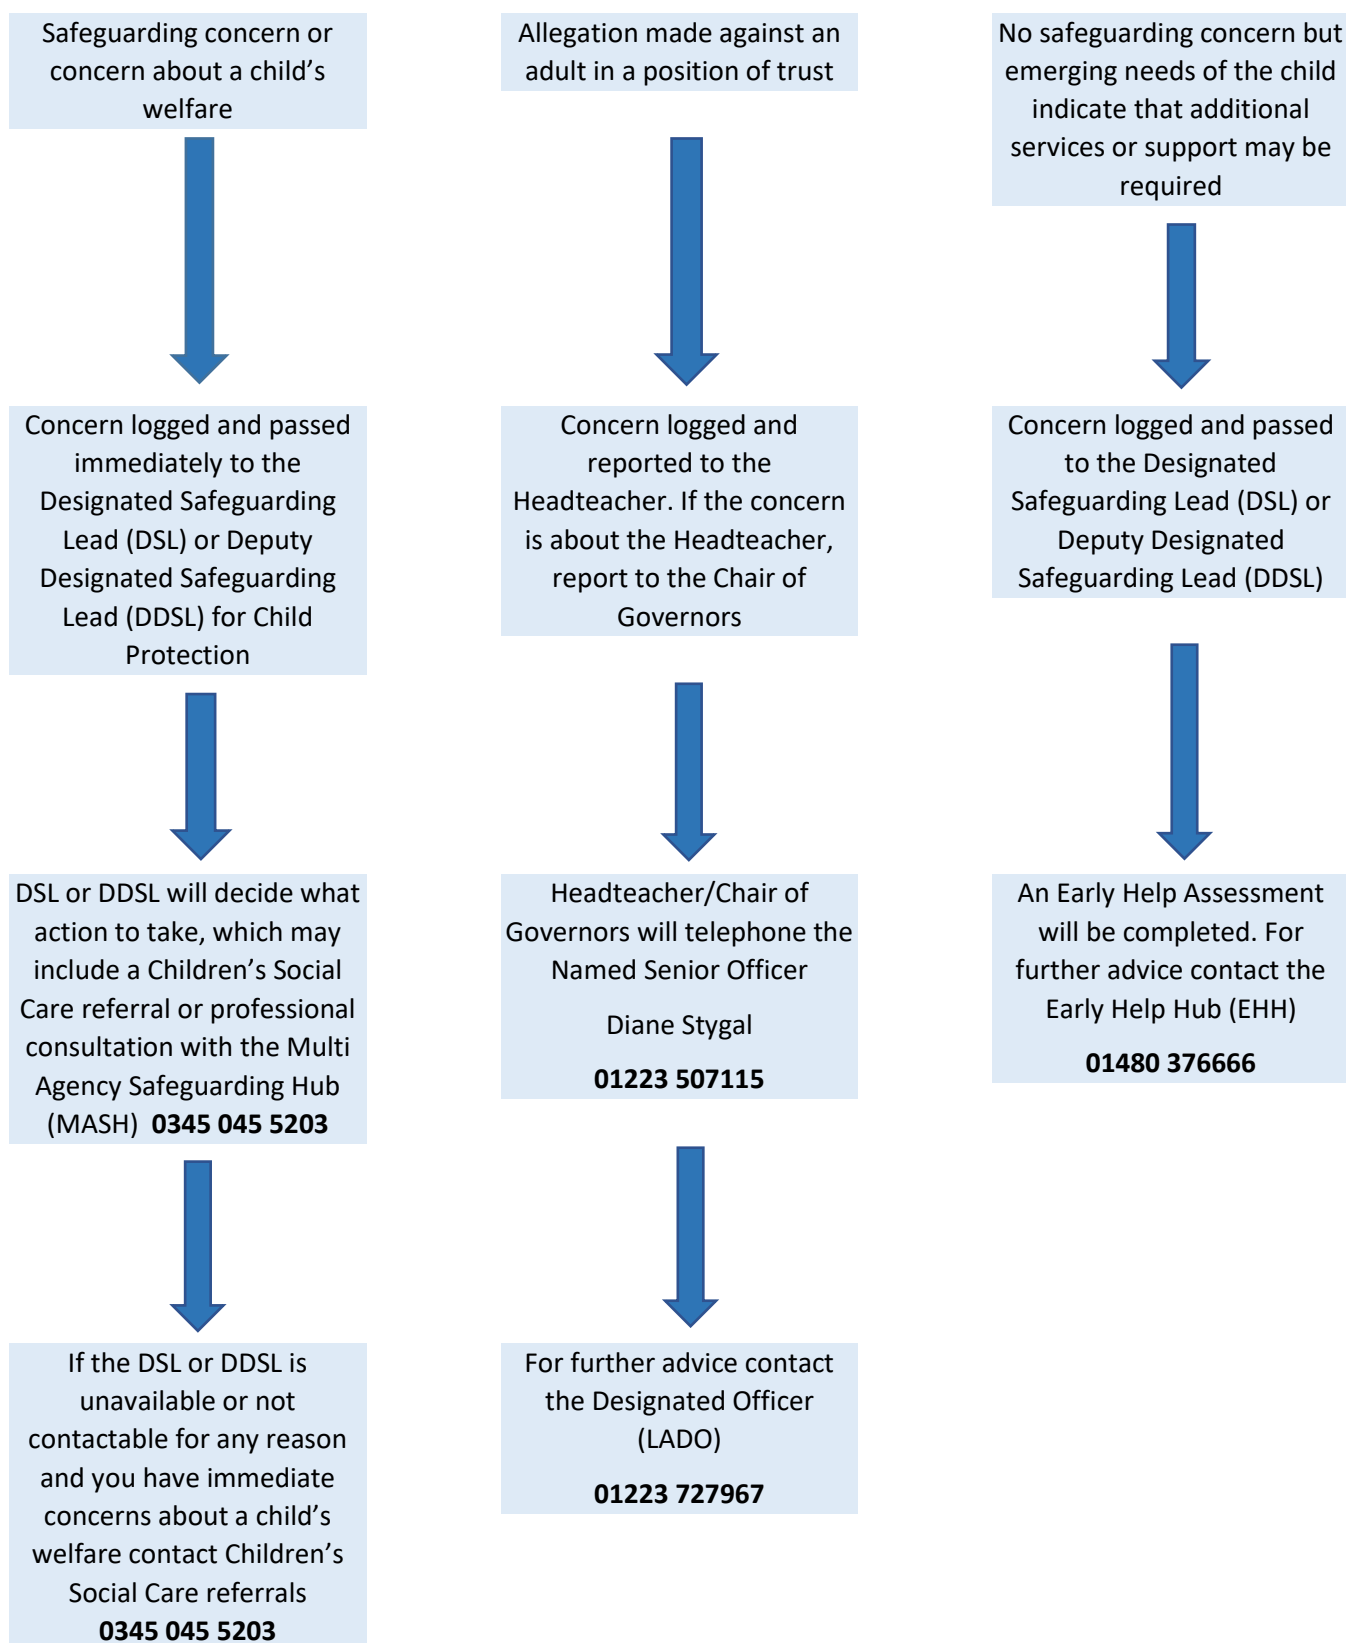 Safeguarding concern or
concern about a child’s
welfare
Concern logged and passed
immediately to the
Designated Safeguarding
Lead (DSL) or Deputy
Designated Safeguarding
Lead (DDSL) for Child
Protection
DSL or DDSL will decide what
action to take, which may
include a Children’s Social
Care referral or professional
consultation with the Multi
Agency Safeguarding Hub
(MASH) 0345 045 5203
If the DSL or DDSL is
unavailable or not
contactable for any reason
and you have immediate
concerns about a child’s
welfare contact Children’s
Social Care referrals
0345 045 5203
Allegation made against an
adult in a position of trust
Concern logged and
reported to the
Headteacher. If the concern
is about the Headteacher,
report to the Chair of
Governors
Headteacher/Chair of
Governors will telephone the
Named Senior Officer
Diane Stygal
01223 507115
For further advice contact
the Designated Officer
(LADO)
01223 727967
No safeguarding concern but
emerging needs of the child
indicate that additional
services or support may be
required
Concern logged and passed
to the Designated
Safeguarding Lead (DSL) or
Deputy Designated
Safeguarding Lead (DDSL)
An Early Help Assessment
will be completed. For
further advice contact the
Early Help Hub (EHH)
01480 376666